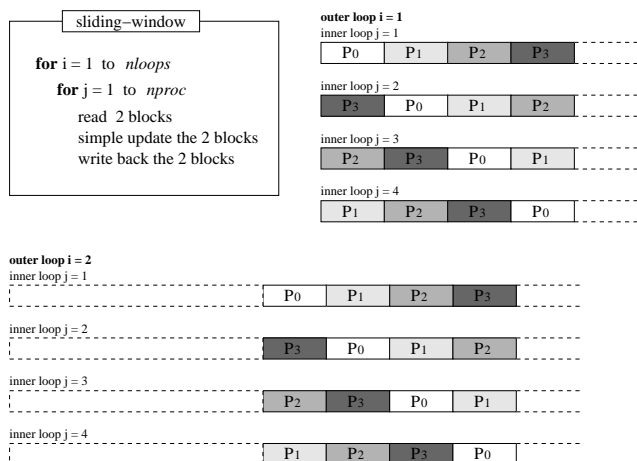 sliding−window
for i = 1 to nloops
for j = 1 to nproc
read 2 blocks
simple update the 2 blocks
write back the 2 blocks
outer loop i = 1
inner loop j = 1
P0 P1 P2 P3
inner loop j = 2
P3 P0 P1 P2
inner loop j = 3
P2 P3 P0 P1
inner loop j = 4
P1 P2 P3 P0
outer loop i = 2
inner loop j = 1
P0 P1 P2 P3
inner loop j = 2
P3 P0 P1 P2
inner loop j = 3
P2 P3 P0 P1
inner loop j = 4
P1 P2 P3 P0